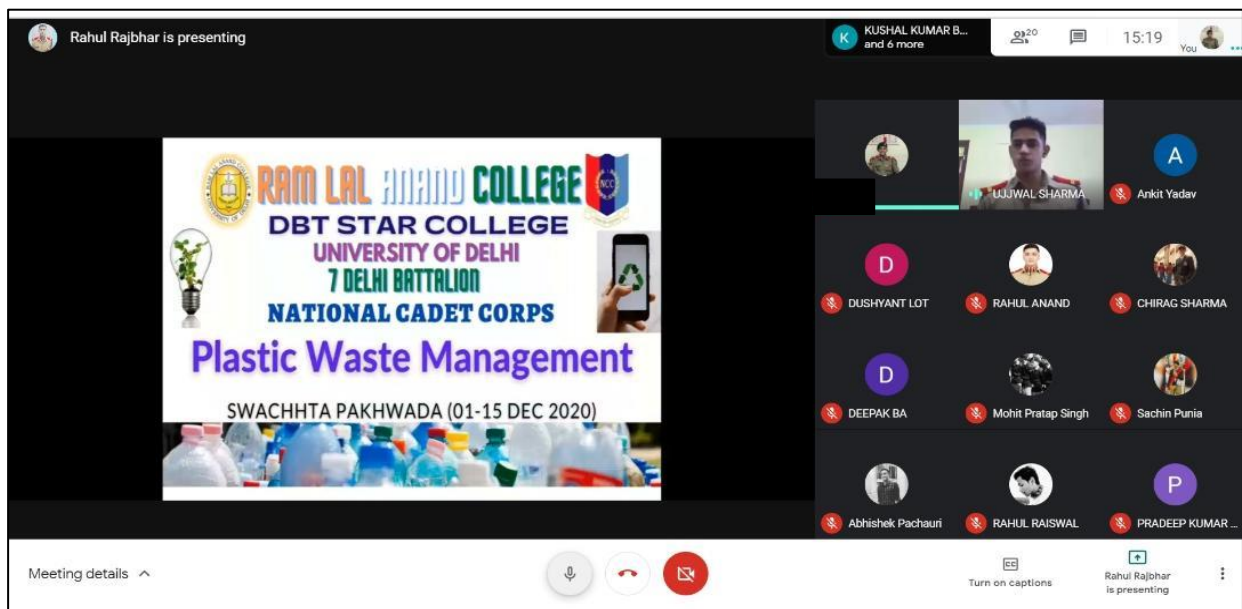 Rahul Rajbhar is presenting
K
KUSHAL KUMAR B...
and 6 more
20
15:19
You
RAM LAL ANAND COLLEGE
NCC
DBT STAR COLLEGE
UNIVERSITY OF DELHI
7 DELHI BATTALION
NATIONAL CADET CORPS
Plastic Waste Management
SWACHHTA PAKHWADA (01-15 DEC 2020)
UJJWAL SHARMA
A
Ankit Yadav
D
DUSHYANT LOT
RAHUL ANAND
CHIRAG SHARMA
D
DEEPAK BA
Mohit Pratap Singh
Sachin Punia
Abhishek Pachauri
RAHUL RAISWAL
P
PRADEEP KUMAR ...
Meeting details
CC
Turn on captions
Rahul Rajbhar
is presenting